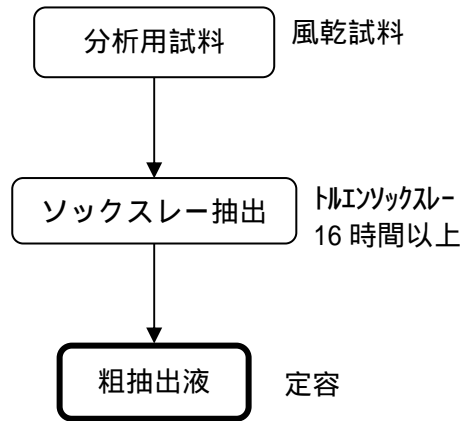 分析用試料
風乾試料
ソックスレー抽出
ﾄﾙｴﾝｿｯｸｽﾚｰ
16 時間以上
粗抽出液
定容